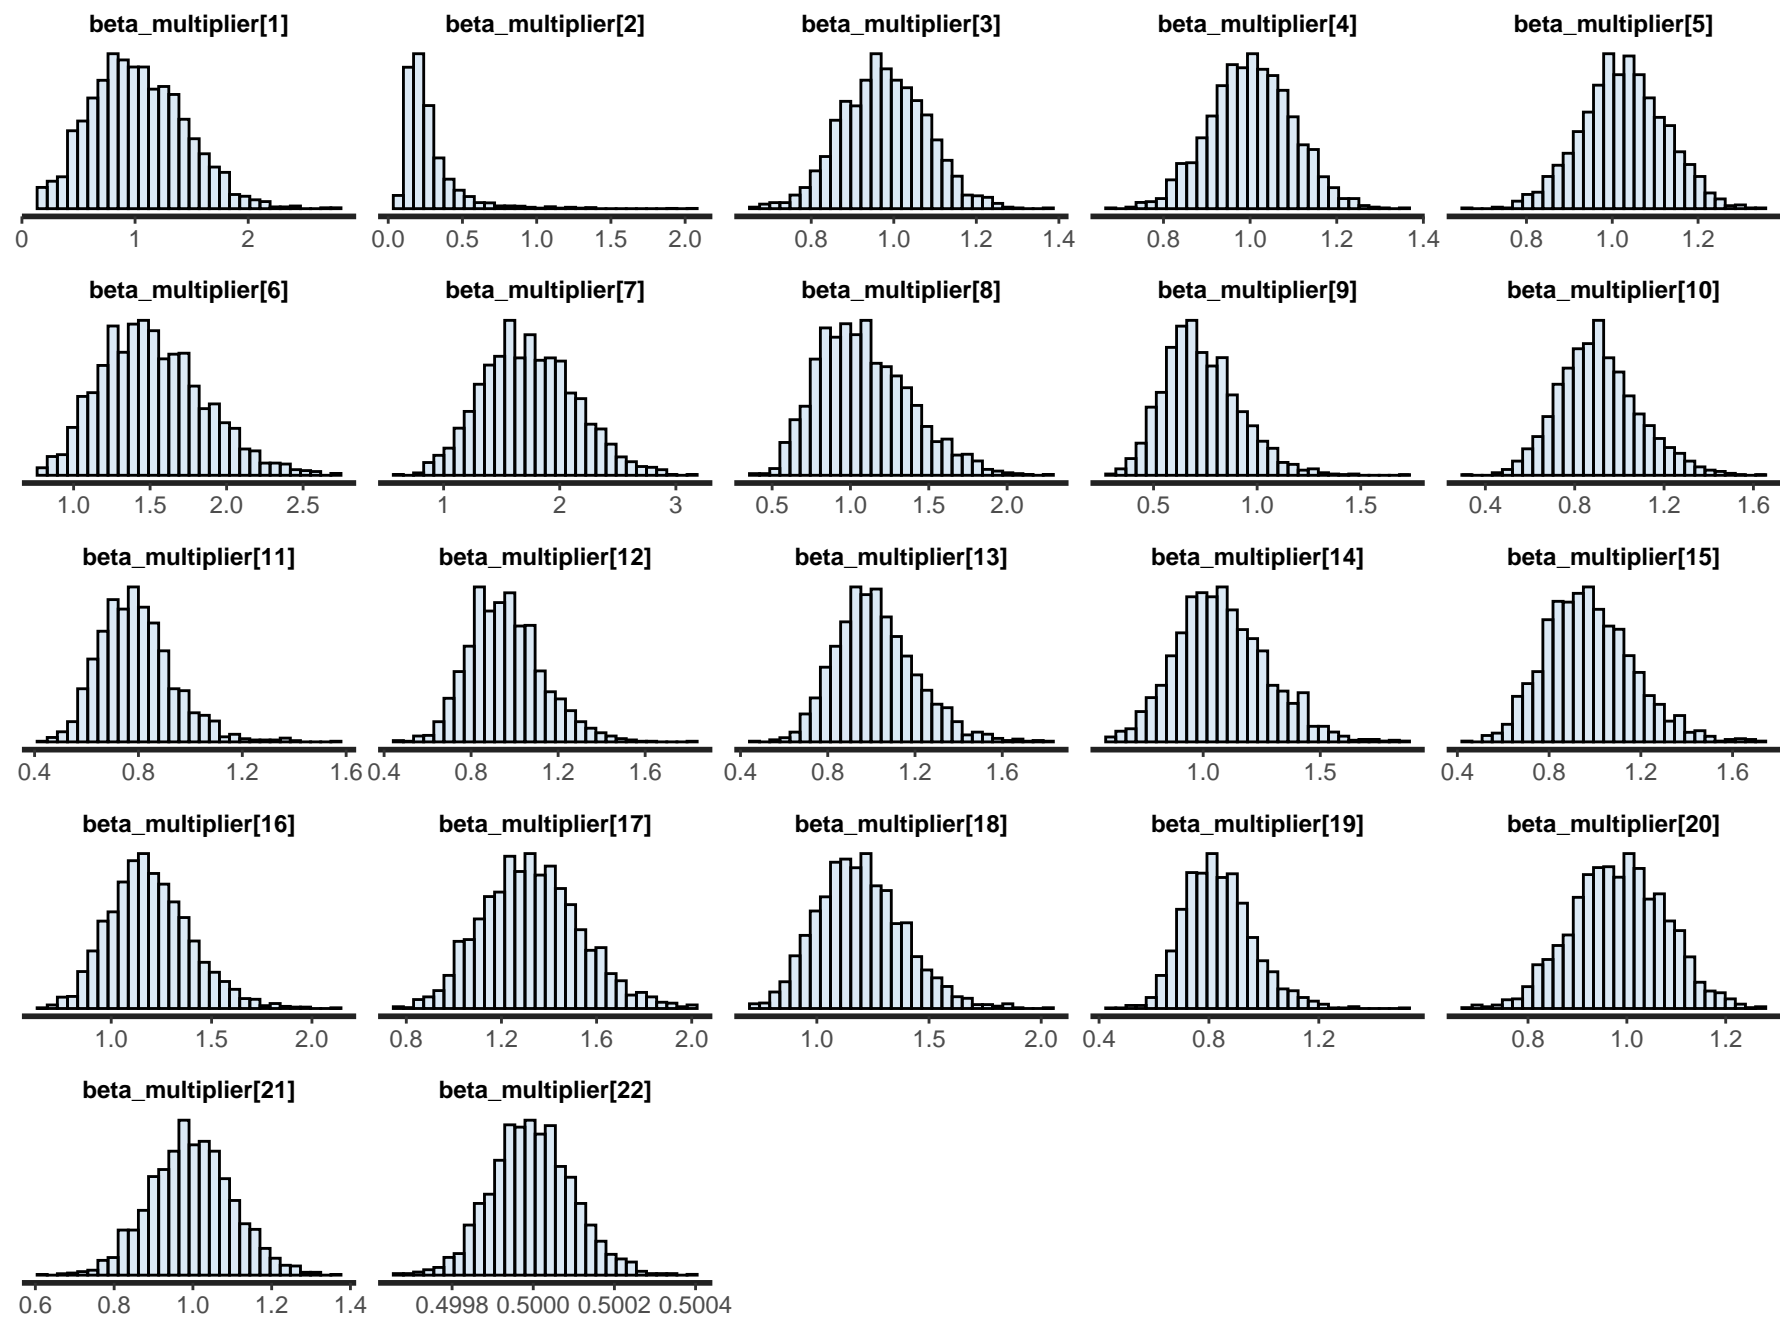 beta_multiplier[1] beta_multiplier[2] beta_multiplier[3] beta_multiplier[4] beta_multiplier[5]
0 1 2 0.0 0.5 1.0 1.5 2.0 0.8 1.0 1.2 1.4 0.8 1.0 1.2 1.4 0.8 1.0 1.2
beta_multiplier[6] beta_multiplier[7] beta_multiplier[8] beta_multiplier[9] beta_multiplier[10]
1.0 1.5 2.0 2.5 1 2 3 0.5 1.0 1.5 2.0 0.5 1.0 1.5 0.4 0.8 1.2 1.6
beta_multiplier[11] beta_multiplier[12] beta_multiplier[13] beta_multiplier[14] beta_multiplier[15]
0.4 0.8 1.2 1.6 0.4 0.8 1.2 1.6 0.4 0.8 1.2 1.6 1.0 1.5 0.4 0.8 1.2 1.6
beta_multiplier[16] beta_multiplier[17] beta_multiplier[18] beta_multiplier[19] beta_multiplier[20]
1.0 1.5 2.0 0.8 1.2 1.6 2.0 1.0 1.5 2.0 0.4 0.8 1.2 0.8 1.0 1.2
beta_multiplier[21] beta_multiplier[22]
0.6 0.8 1.0 1.2 1.4 0.4998 0.5000 0.5002 0.5004